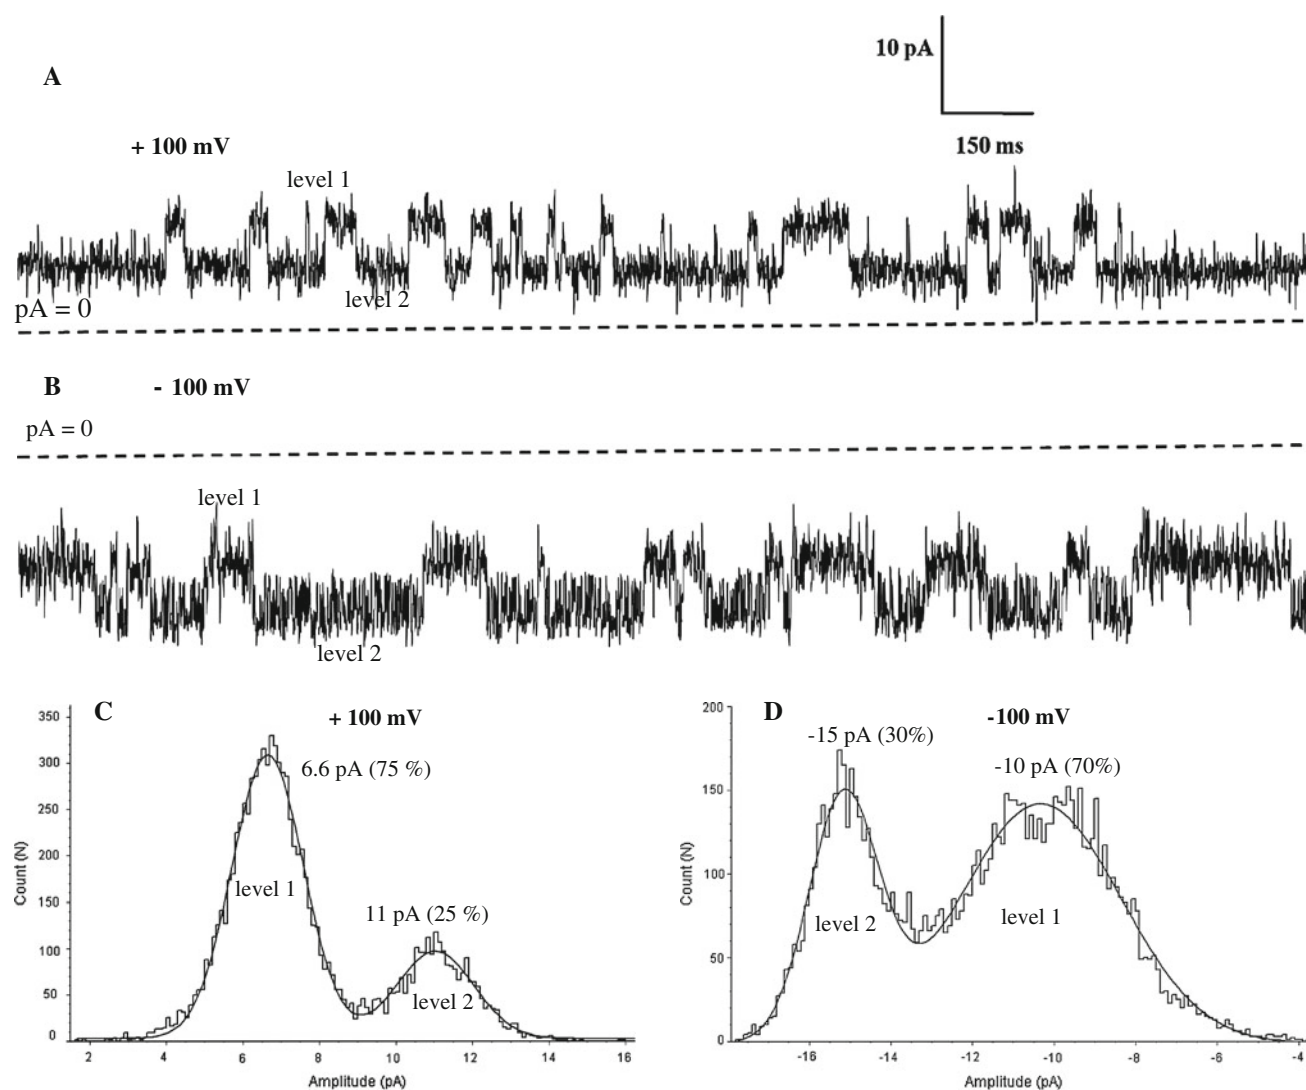 A
10 pA
150 ms
+ 100 mV
level 1
level 2
pA = 0
B
- 100 mV
pA = 0
level 1
level 2
C
+ 100 mV
6.6 pA (75 %)
level 1
11 pA (25 %)
level 2
Count (N)
350
300
250
200
150
100
50
0
2 4 6 8 10 12 14 16
Amplitude (pA)
D
-100 mV
-15 pA (30%)
-10 pA (70%)
level 2
level 1
Count (N)
200
150
100
50
0
-16 -14 -12 -10 -8 -6 -4
Amplitude (pA)